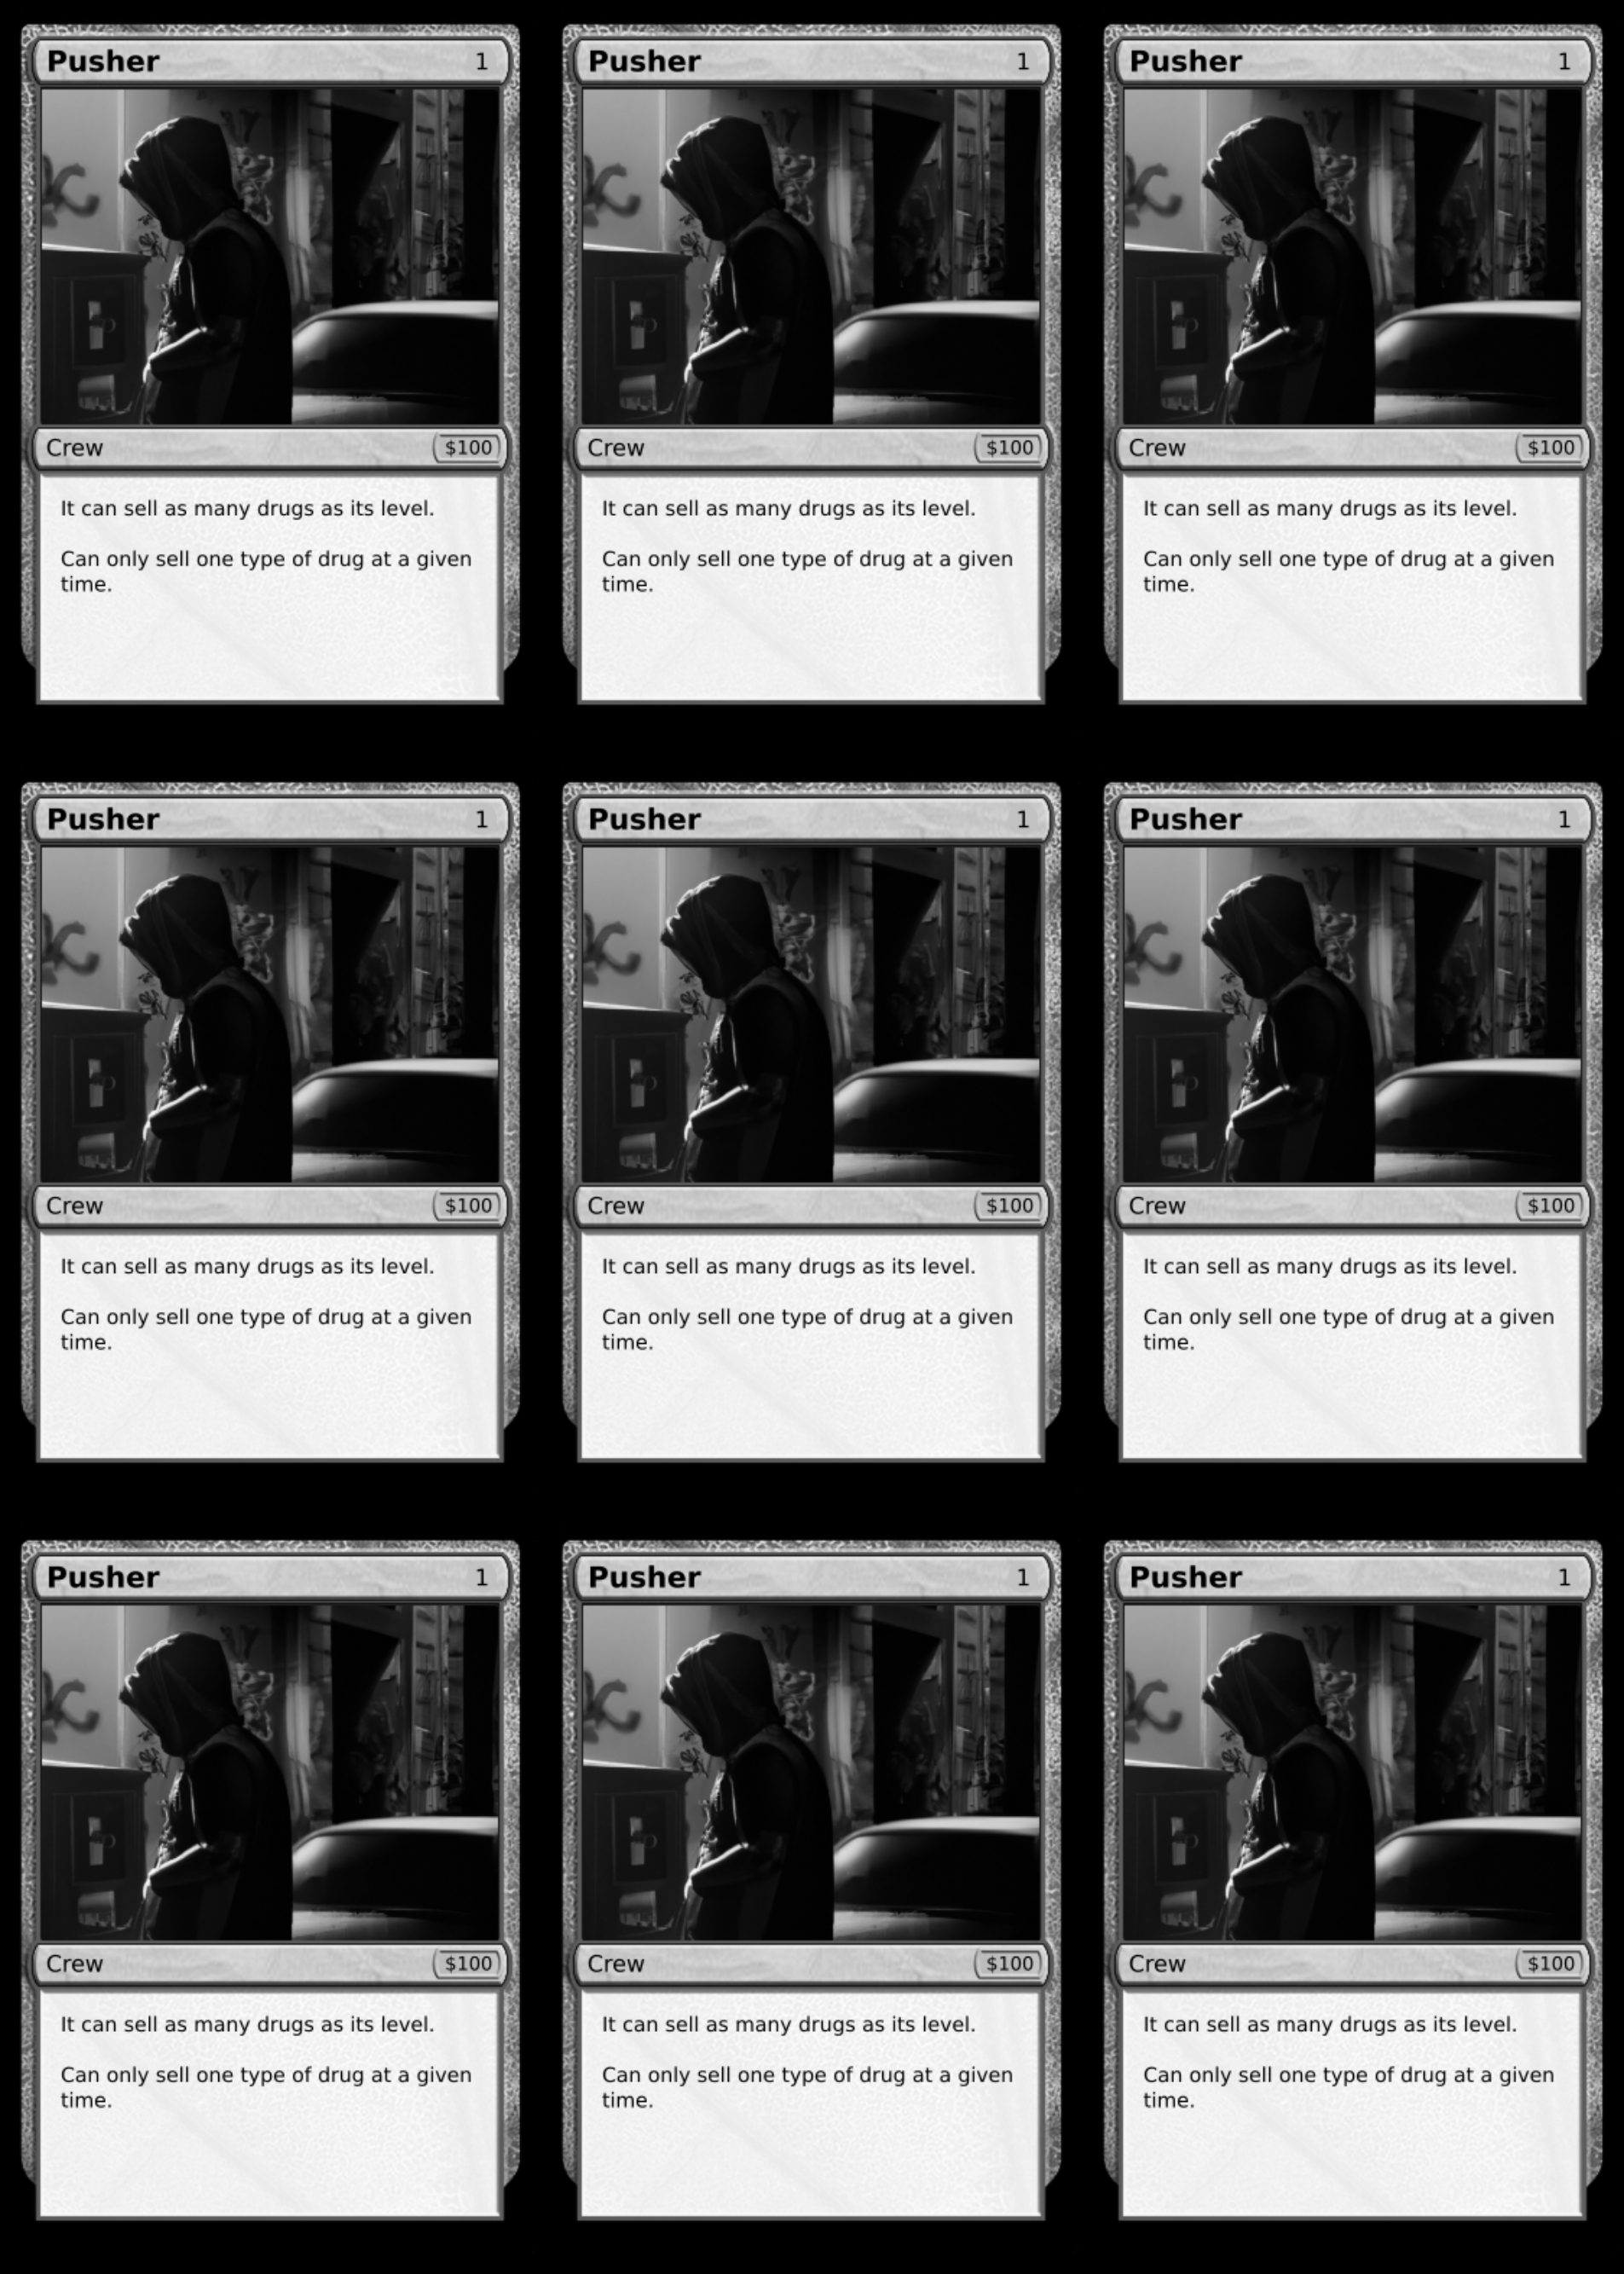 Pusher 1
Pusher 1
Pusher 1
Crew $100
Crew $100
Crew $100
It can sell as many drugs as its level.
Can only sell one type of drug at a given
time.
It can sell as many drugs as its level.
Can only sell one type of drug at a given
time.
It can sell as many drugs as its level.
Can only sell one type of drug at a given
time.
Pusher 1
Pusher 1
Pusher 1
Crew $100
Crew $100
Crew $100
It can sell as many drugs as its level.
Can only sell one type of drug at a given
time.
It can sell as many drugs as its level.
Can only sell one type of drug at a given
time.
It can sell as many drugs as its level.
Can only sell one type of drug at a given
time.
Pusher 1
Pusher 1
Pusher 1
Crew $100
Crew $100
Crew $100
It can sell as many drugs as its level.
Can only sell one type of drug at a given
time.
It can sell as many drugs as its level.
Can only sell one type of drug at a given
time.
It can sell as many drugs as its level.
Can only sell one type of drug at a given
time.